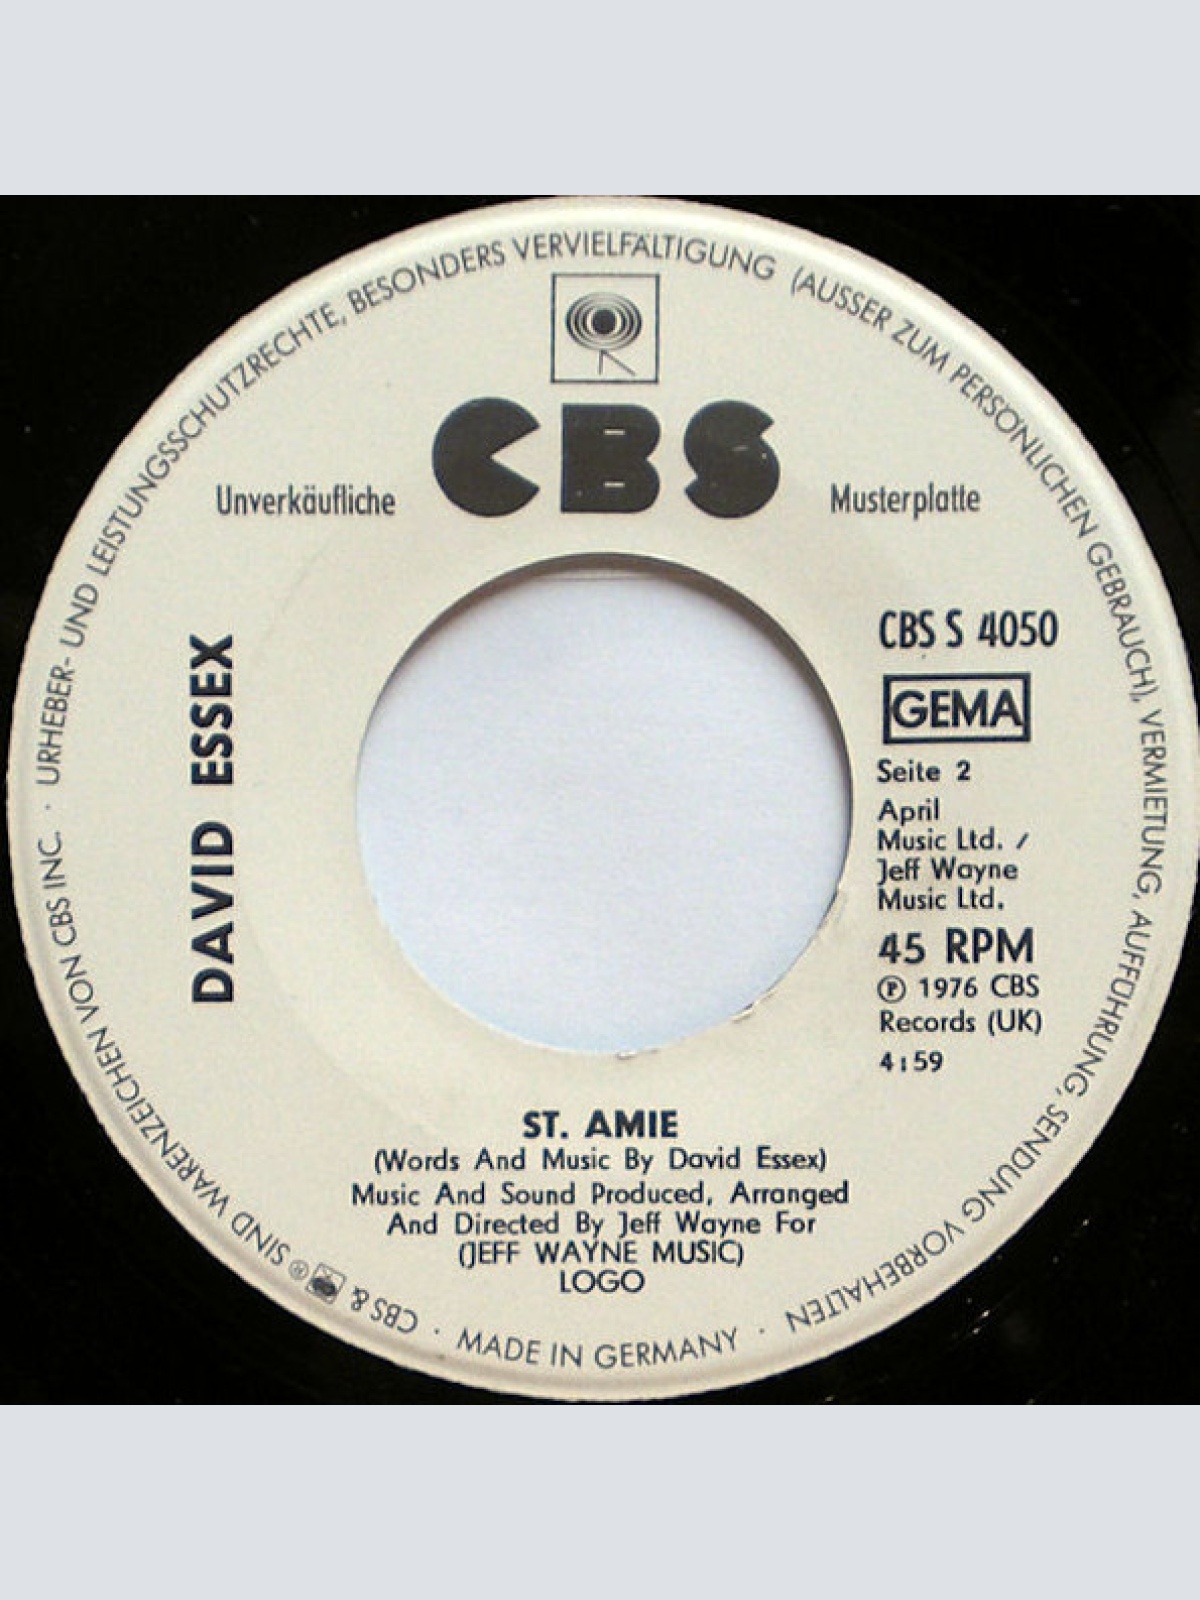 URHEBER- UND LEISTUNGSSCHUTZRECHTE, BESONDERS VERVIELFÄLTIGUNG (AUSSER ZUM PERSÖNLICHEN GEBRAUCH), VERMIETUNG, AUFFÜHRUNG, SENDUNG VORBEHALTEN
CBS
Unverkäufliche Musterplatte
DAVID ESSEX
CBS S 4050
GEMA
Seite 2
April
Music Ltd. /
Jeff Wayne
Music Ltd.
45 RPM
Ⓟ 1976 CBS
Records (UK)
4:59
ST. AMIE
(Words And Music By David Essex)
Music And Sound Produced, Arranged
And Directed By Jeff Wayne For
(JEFF WAYNE MUSIC)
LOGO
· MADE IN GERMANY ·
CBS & ® SIND WARENZEICHEN VON CBS INC. ·